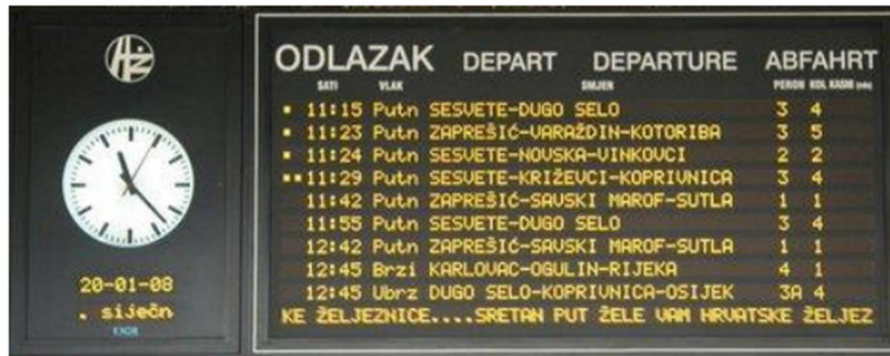 HŽ
20-01-08
. siječn
ODLAZAK DEPART DEPARTURE ABFAHRT
SATI VLAK SMJER PERON KOL KASNI (min)
11:15 Putn SESVETE-DUGO SELO 3 4
11:23 Putn ZAPREŠIĆ-VARAŽDIN-KOTORIBA 3 5
11:24 Putn SESVETE-NOVSKA-VINKOVCI 2 2
11:29 Putn SESVETE-KRIŽEVCI-KOPRIVNICA 3 4
11:42 Putn ZAPREŠIĆ-SAVSKI MAROF-SUTLA 1 1
11:55 Putn SESVETE-DUGO SELO 3 4
12:42 Putn ZAPREŠIĆ-SAVSKI MAROF-SUTLA 1 1
12:45 Brzi KARLOVAC-OGULIN-RIJEKA 4 1
12:45 Ubrz DUGO SELO-KOPRIVNICA-OSIJEK 3A 4
KE ŽELJEZNICE....SRETAN PUT ŽELE VAM HRVATSKE ŽELJEZ